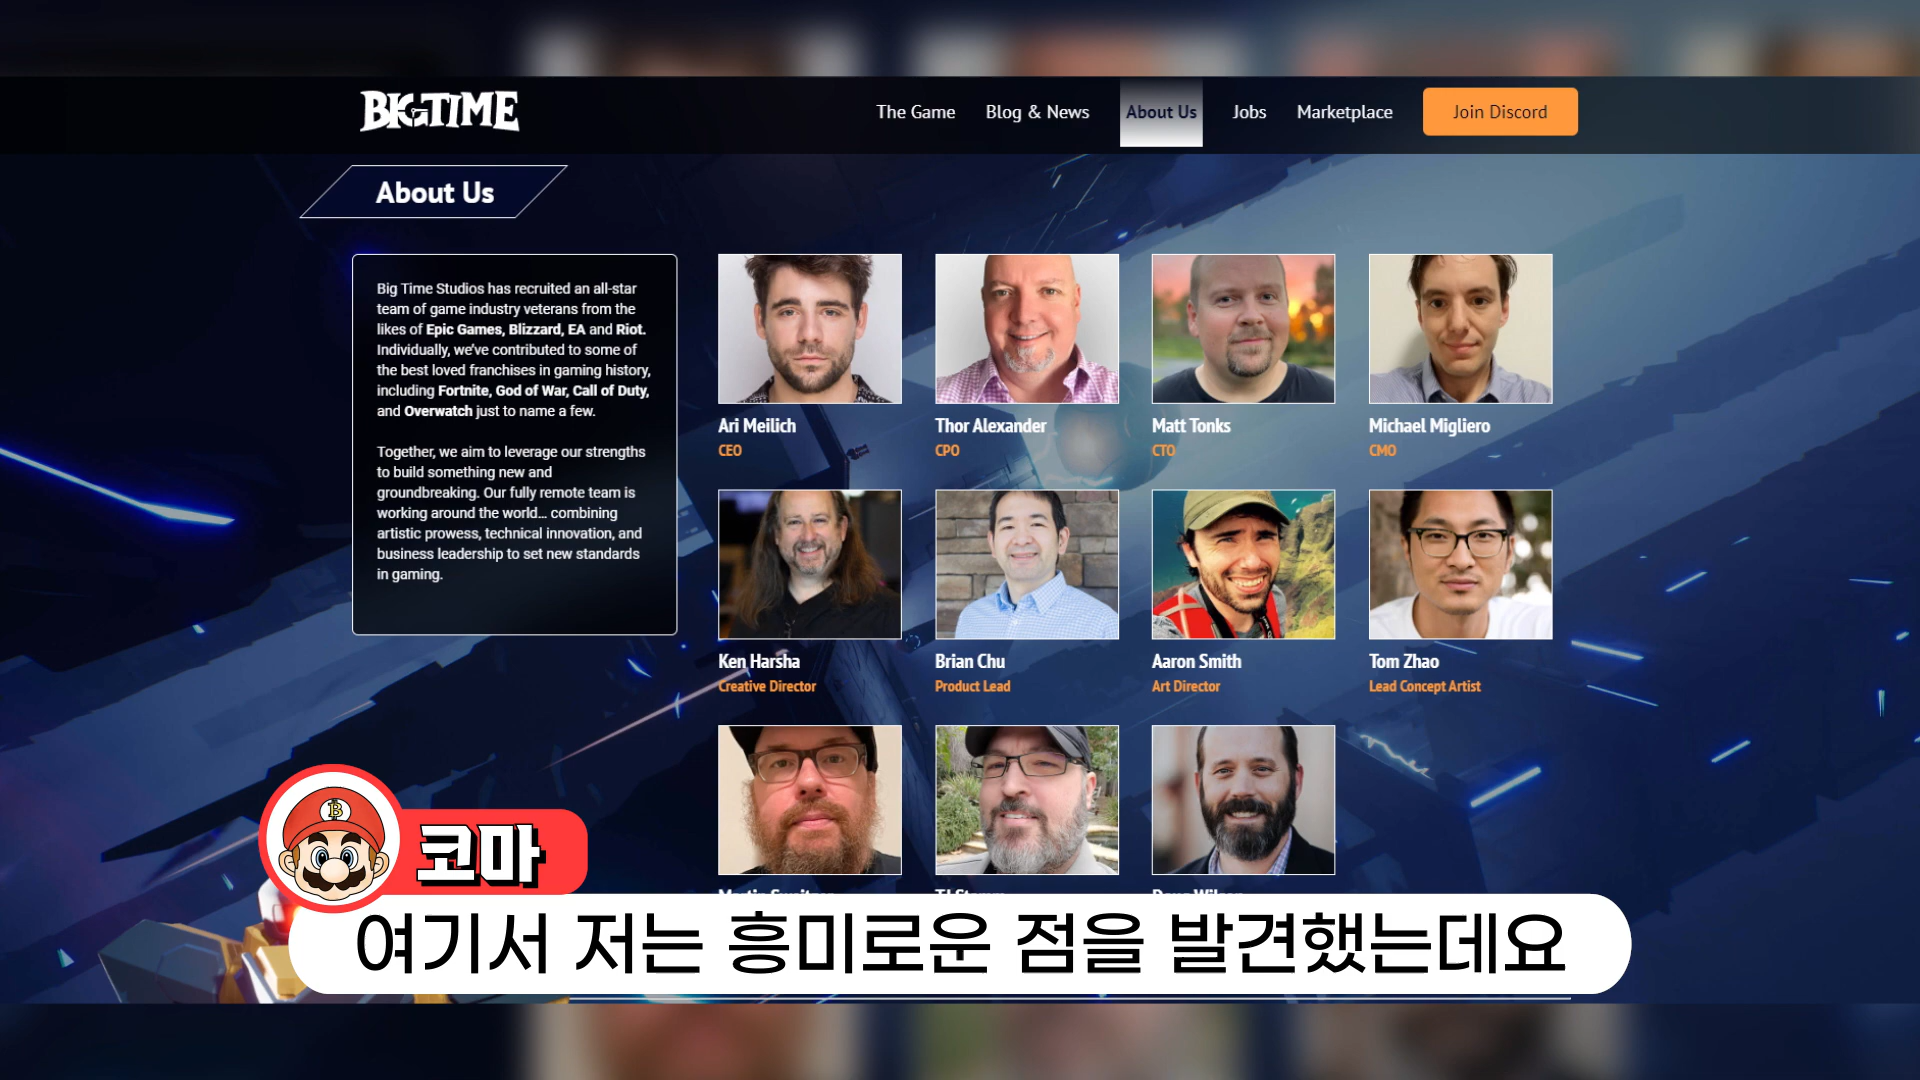 BIGTIME
The Game
Blog & News
About Us
Jobs
Marketplace
Join Discord
About Us
Big Time Studios has recruited an all-star
team of game industry veterans from the
likes of Epic Games, Blizzard, EA and Riot.
Individually, we've contributed to some of
the best loved franchises in gaming history,
including Fortnite, God of War, Call of Duty,
and Overwatch just to name a few.
Together, we aim to leverage our strengths
to build something new and
groundbreaking. Our fully remote team is
working around the world... combining
artistic prowess, technical innovation, and
business leadership to set new standards
in gaming.
Ari Meilich
CEO
Thor Alexander
CPO
Matt Tonks
CTO
Michael Migliero
CMO
Ken Harsha
Creative Director
Brian Chu
Product Lead
Aaron Smith
Art Director
Tom Zhao
Lead Concept Artist
코마
여기서 저는 흥미로운 점을 발견했는데요